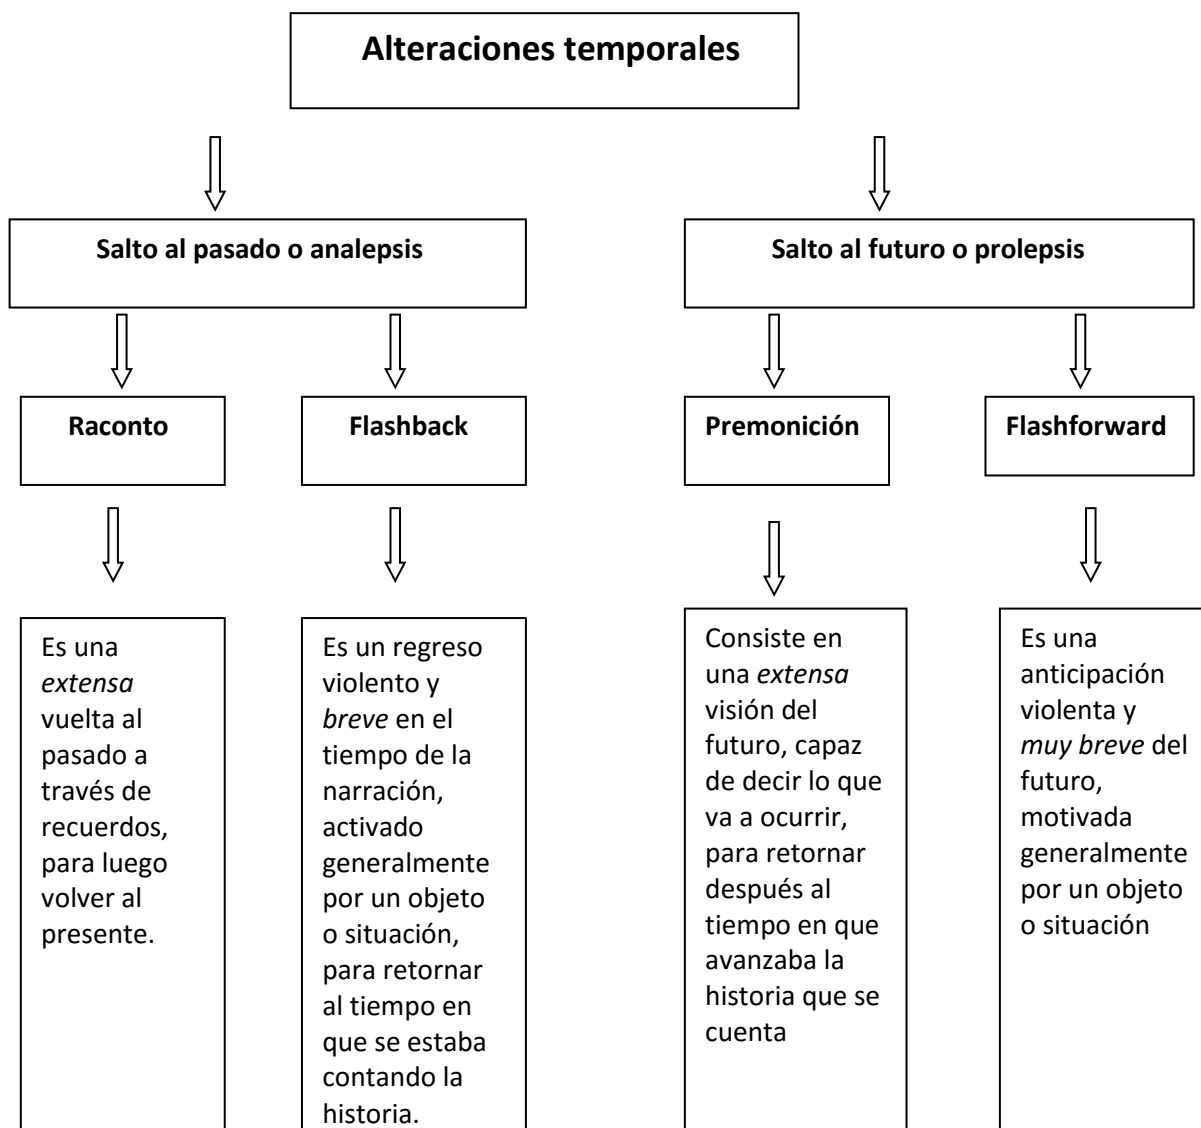 Alteraciones temporales
Salto al pasado o analepsis
Salto al futuro o prolepsis
Raconto
Flashback
Premonición
Flashforward
Es una
extensa
vuelta al
pasado a
través de
recuerdos,
para luego
volver al
presente.
Es un regreso
violento y
breve en el
tiempo de la
narración,
activado
generalmente
por un objeto
o situación,
para retornar
al tiempo en
que se estaba
contando la
historia.
Consiste en
una extensa
visión del
futuro, capaz
de decir lo que
va a ocurrir,
para retornar
después al
tiempo en que
avanzaba la
historia que se
cuenta
Es una
anticipación
violenta y
muy breve del
futuro,
motivada
generalmente
por un objeto
o situación